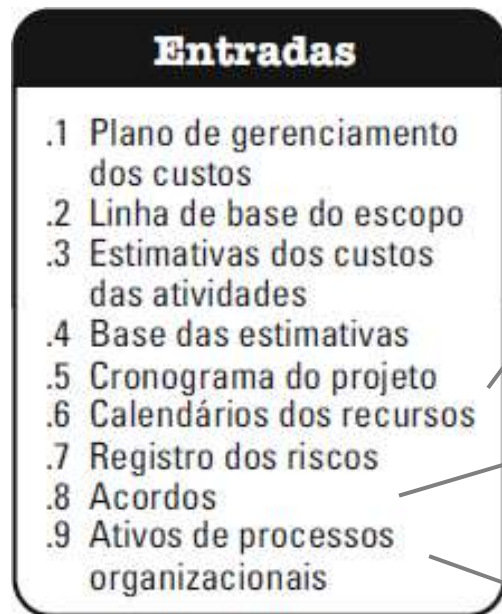 Entradas
.1 Plano de gerenciamento
dos custos
.2 Linha de base do escopo
.3 Estimativas dos custos
das atividades
.4 Base das estimativas
.5 Cronograma do projeto
.6 Calendários dos recursos
.7 Registro dos riscos
.8 Acordos
.9 Ativos de processos
organizacionais